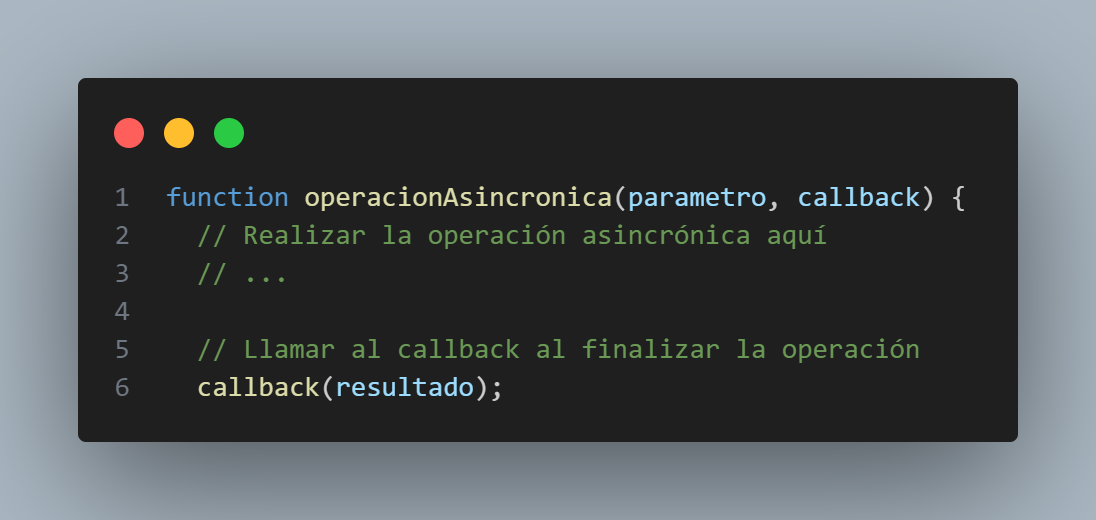 1 function operacionAsincronica(parametro, callback) {
2 // Realizar la operación asincrónica aquí
3 // ...
4
5 // Llamar al callback al finalizar la operación
6 callback(resultado);